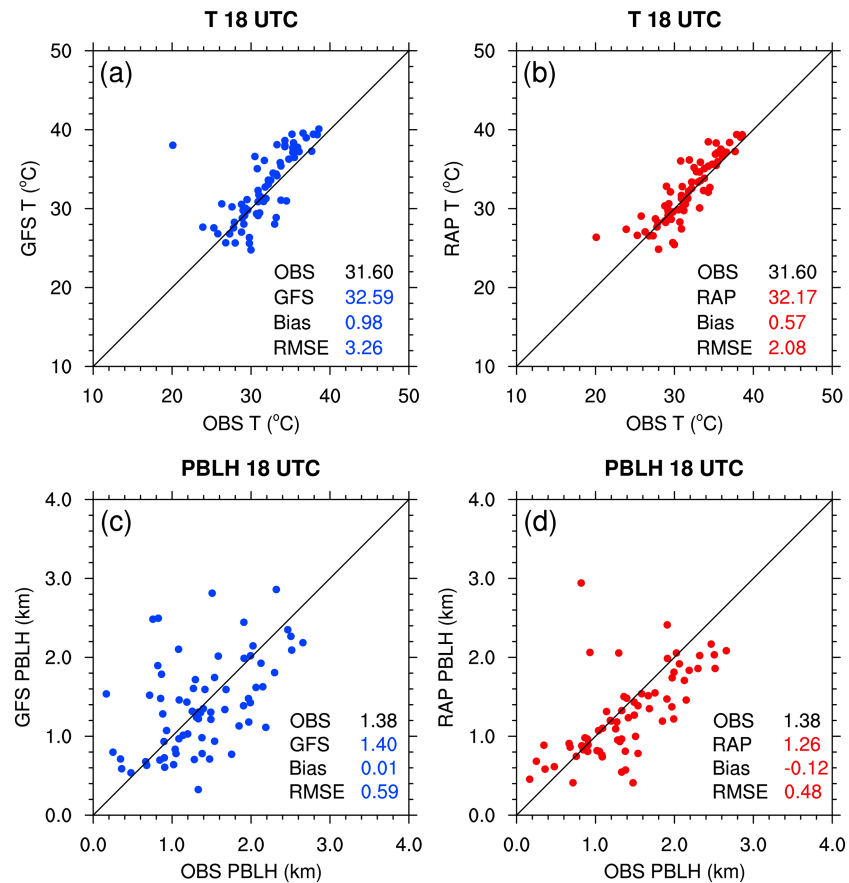 T 18 UTC
(a)
50
40
30
20
10
GFS T (°C)
OBS 31.60
GFS 32.59
Bias 0.98
RMSE 3.26
10 20 30 40 50
OBS T (°C)
T 18 UTC
(b)
50
40
30
20
10
RAP T (°C)
OBS 31.60
RAP 32.17
Bias 0.57
RMSE 2.08
10 20 30 40 50
OBS T (°C)
PBLH 18 UTC
(c)
4.0
3.0
2.0
1.0
0.0
GFS PBLH (km)
OBS 1.38
GFS 1.40
Bias 0.01
RMSE 0.59
0.0 1.0 2.0 3.0 4.0
OBS PBLH (km)
PBLH 18 UTC
(d)
4.0
3.0
2.0
1.0
0.0
RAP PBLH (km)
OBS 1.38
RAP 1.26
Bias -0.12
RMSE 0.48
0.0 1.0 2.0 3.0 4.0
OBS PBLH (km)